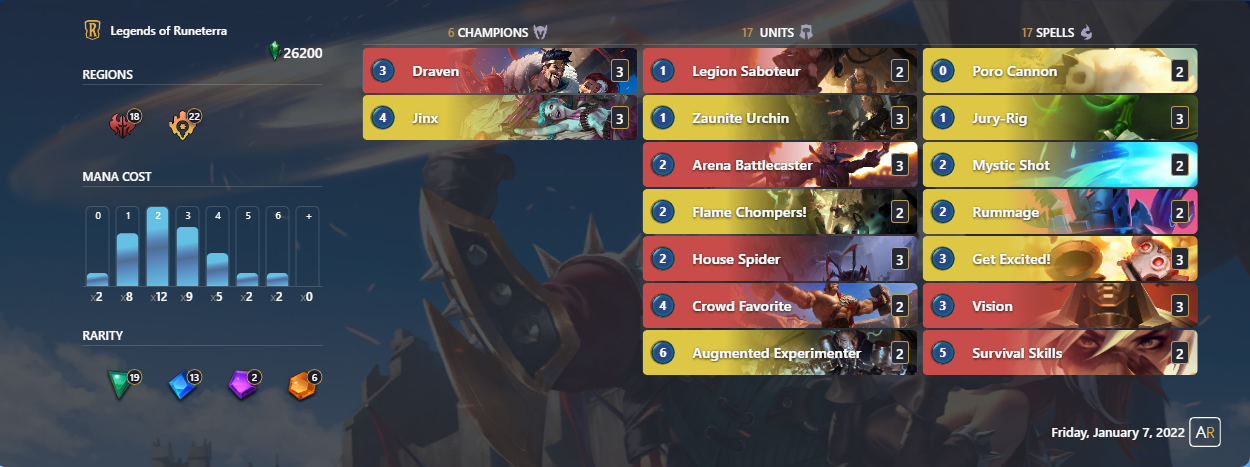 Legends of Runeterra
26200
REGIONS
18
22
MANA COST
0 1 2 3 4 5 6 +
x2 x8 x12 x9 x5 x2 x2 x0
RARITY
19
13
2
6
6 CHAMPIONS
3 Draven 3
4 Jinx 3
17 UNITS
1 Legion Saboteur 2
1 Zaunite Urchin 3
2 Arena Battlecaster 3
2 Flame Chompers! 2
2 House Spider 3
4 Crowd Favorite 2
6 Augmented Experimenter 2
17 SPELLS
0 Poro Cannon 2
1 Jury-Rig 3
2 Mystic Shot 2
2 Rummage 2
3 Get Excited! 3
3 Vision 3
5 Survival Skills 2
Friday, January 7, 2022
AR